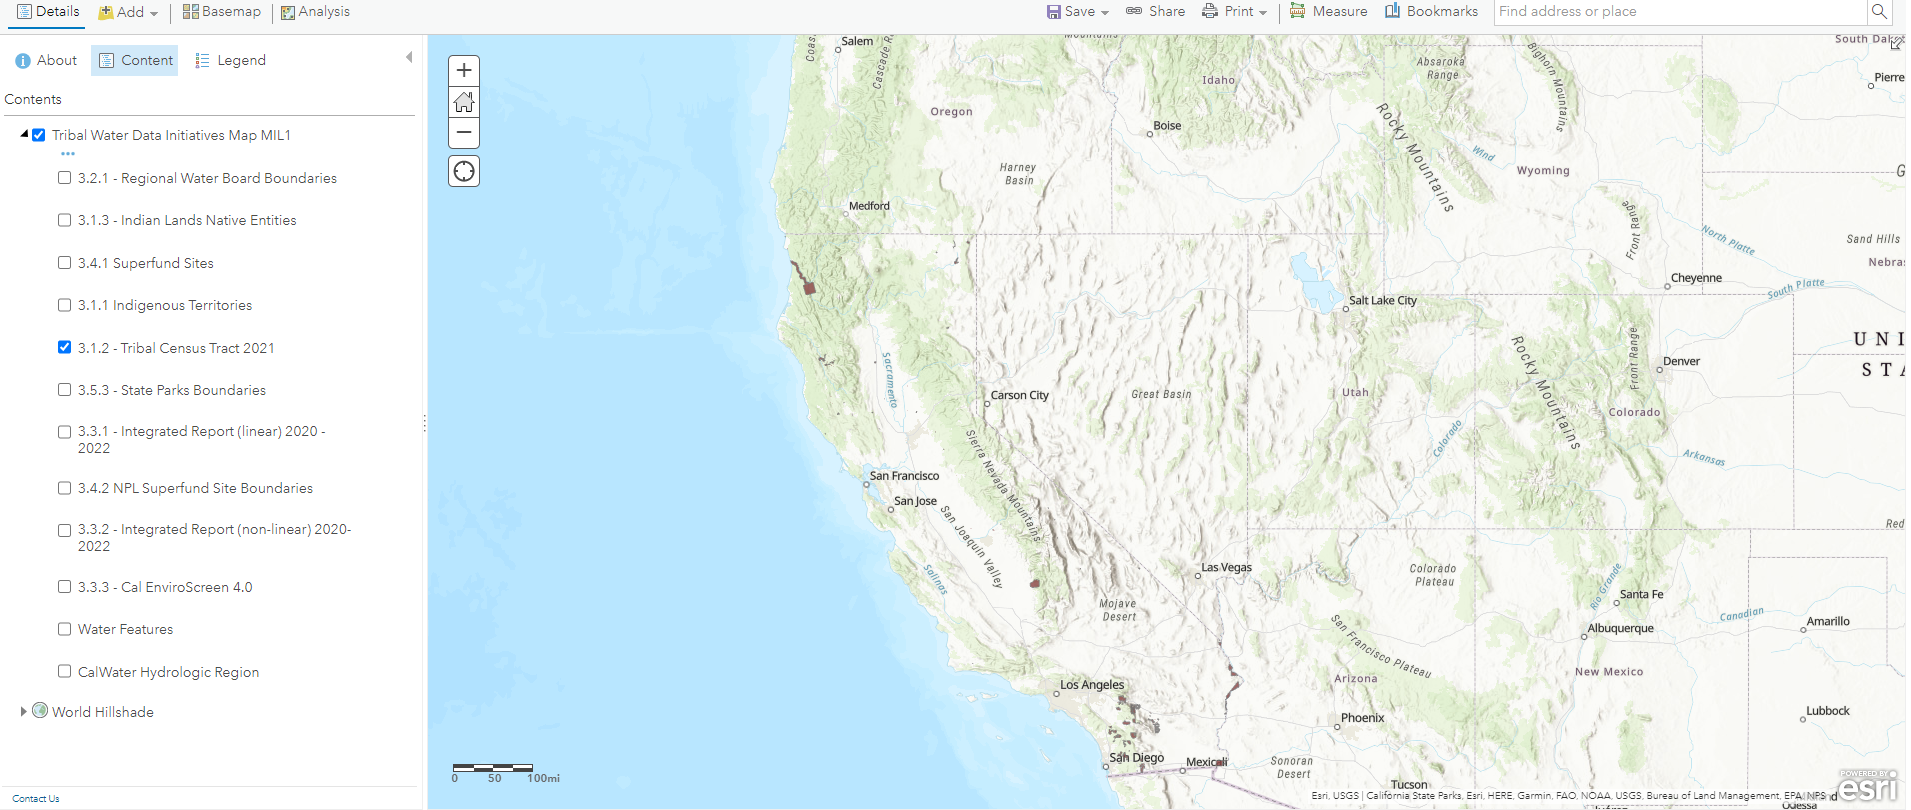 Details
Add
Basemap
Analysis
Save
Share
Print
Measure
Bookmarks
Find address or place
About
Content
Legend
Contents
Tribal Water Data Initiatives Map MIL1
3.2.1 - Regional Water Board Boundaries
3.1.3 - Indian Lands Native Entities
3.4.1 Superfund Sites
3.1.1 Indigenous Territories
3.1.2 - Tribal Census Tract 2021
3.5.3 - State Parks Boundaries
3.3.1 - Integrated Report (linear) 2020 -
2022
3.4.2 NPL Superfund Site Boundaries
3.3.2 - Integrated Report (non-linear) 2020-
2022
3.3.3 - Cal EnviroScreen 4.0
Water Features
CalWater Hydrologic Region
World Hillshade
Contact Us
Salem
Cascade
Mountains
Idaho
Absaroka
Range
Bighorn Mountains
Pierre
Oregon
Boise
Rocky Mountains
Harney
Basin
Wind
Wyoming
Medford
Front Range
North Platte
Sand Hills
Cheyenne
South Platte
Salt Lake City
Sacramento
Carson City
Great Basin
Utah
Rocky Mountains
Front Range
Denver
Colorado
UNI
STA
Colorado
Arkansas
Sierra Nevada Mountains
San Francisco
San Jose
San Joaquin Valley
Salinas
Las Vegas
Colorado
Plateau
Rio Grande
Santa Fe
Mojave
Desert
Canadian
Amarillo
Albuquerque
San Francisco Plateau
New Mexico
Arizona
Los Angeles
Phoenix
Lubbock
San Diego
Mexicali
Sonoran
Desert
Tucson
0 50 100mi
Esri, USGS | California State Parks, Esri, HERE, Garmin, FAO, NOAA, USGS, Bureau of Land Management, EPA, NPS
POWERED BY
esri
Odessa